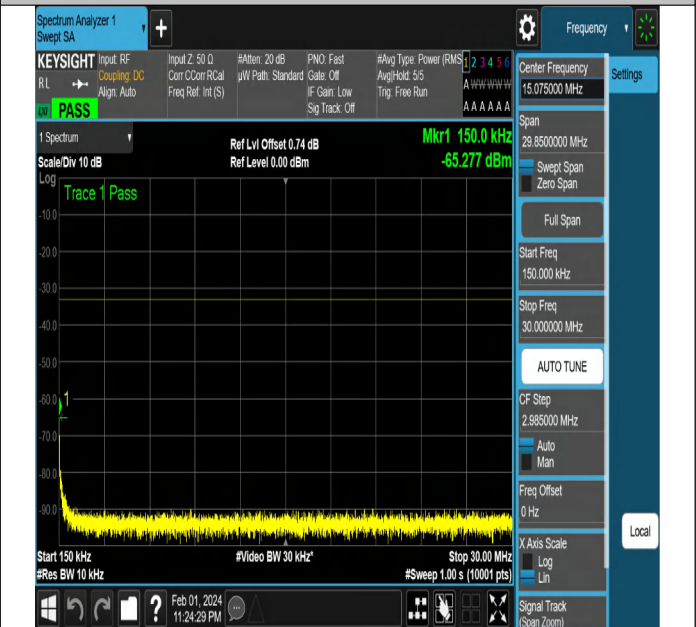 Spectrum Analyzer 1
Swept SA
+
Frequency
KEYSIGHT
RL
PASS
Input: RF
Coupling: DC
Align: Auto
Input Z: 50 Ω
Corr CCorr RCal
Freq Ref: Int (S)
#Atten: 20 dB
µW Path: Standard
PNO: Fast
Gate: Off
IF Gain: Low
Sig Track: Off
#Avg Type: Power (RMS
Avg|Hold: 5/5
Trig: Free Run
1 2 3 4 5 6
A W W W W W
A A A A A A
1 Spectrum
Scale/Div 10 dB
Ref Lvl Offset 0.74 dB
Ref Level 0.00 dBm
Mkr1 150.0 kHz
-65.277 dBm
Log
Trace 1 Pass
-10.0
-20.0
-30.0
-40.0
-50.0
-60.0
1
-70.0
-80.0
-90.0
Start 150 kHz
#Res BW 10 kHz
#Video BW 30 kHz*
Stop 30.00 MHz
#Sweep 1.00 s (10001 pts)
?
Feb 01, 2024
11:24:29 PM
Center Frequency
15.075000 MHz
Settings
Span
29.8500000 MHz
Swept Span
Zero Span
Full Span
Start Freq
150.000 kHz
Stop Freq
30.000000 MHz
AUTO TUNE
CF Step
2.985000 MHz
Auto
Man
Freq Offset
0 Hz
X Axis Scale
Log
Lin
Local
Signal Track
(Span Zoom)